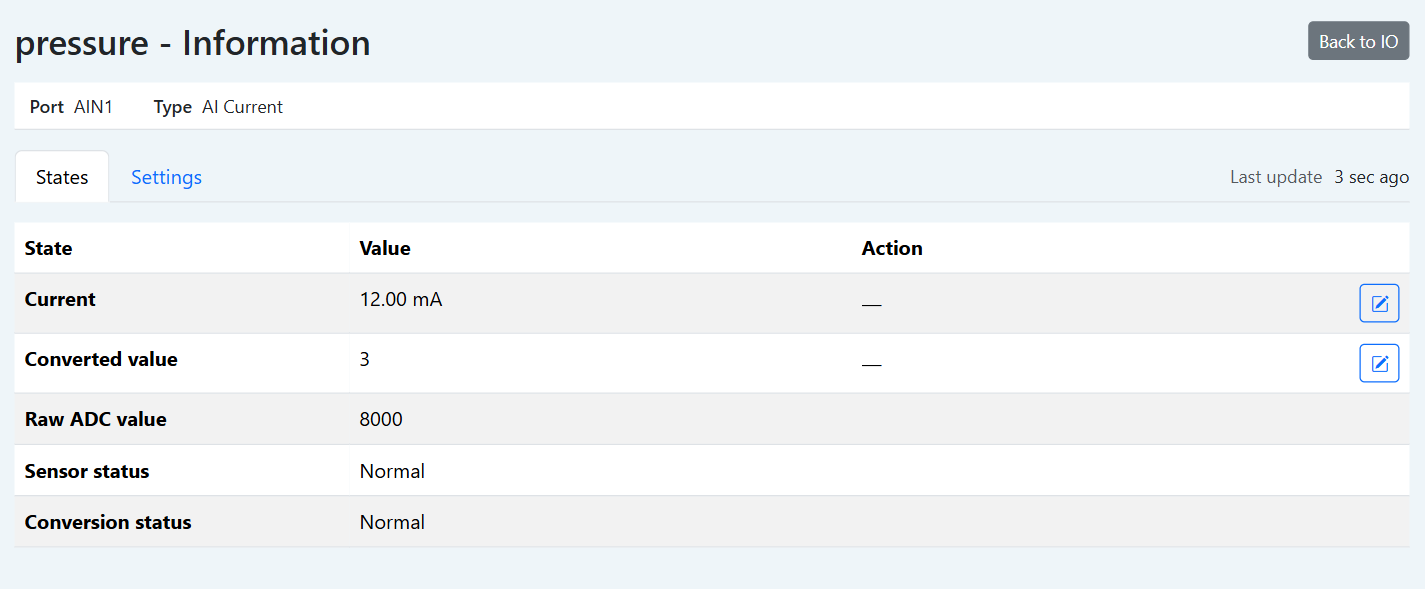 pressure - Information
Back to IO
Port AIN1 Type AI Current
States Settings Last update 3 sec ago
State Value Action
Current 12.00 mA —
Converted value 3 —
Raw ADC value 8000
Sensor status Normal
Conversion status Normal